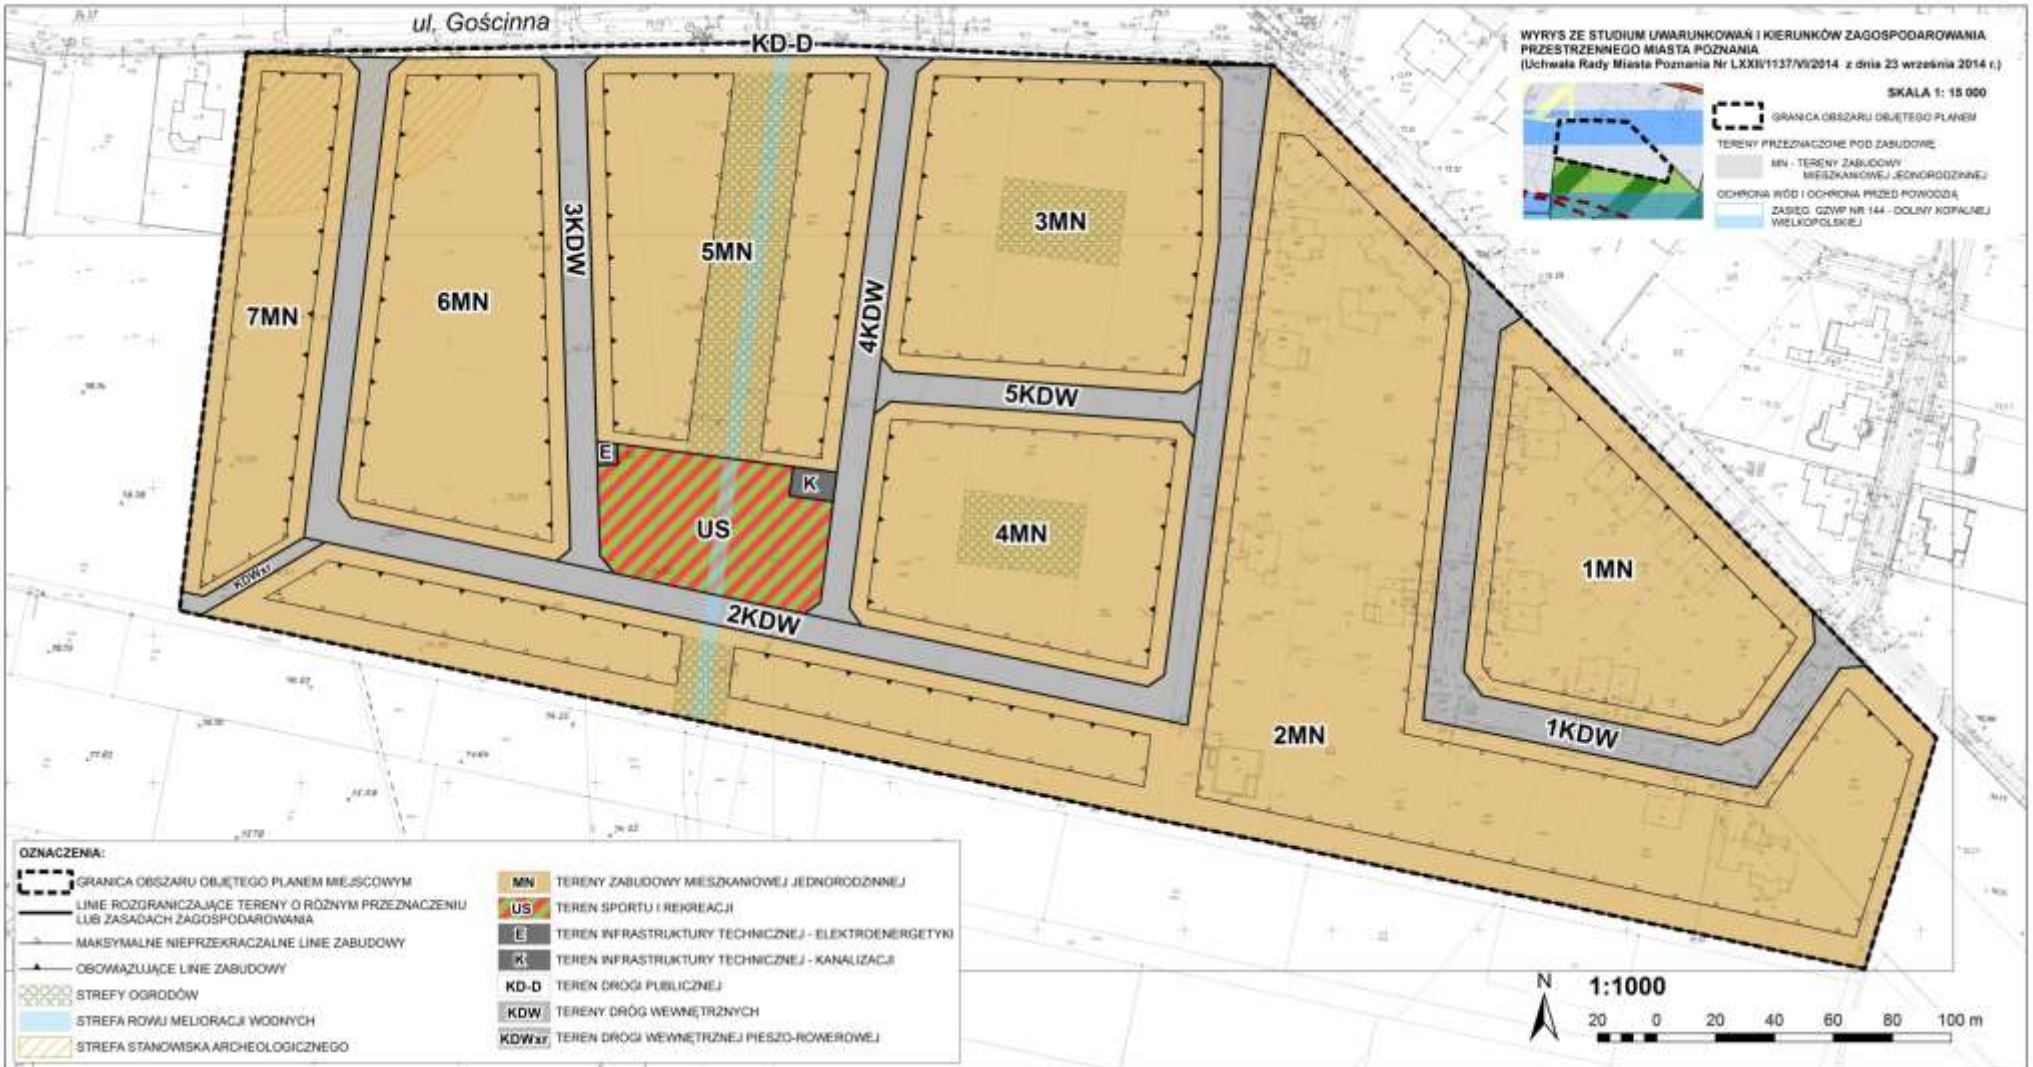 ul. Gościnna
KD-D
WYRYS ZE STUDIUM UWARUNKOWAŃ I KIERUNKÓW ZAGOSPODAROWANIA
PRZESTRZENNEGO MIASTA POZNANIA
(Uchwała Rady Miasta Poznania Nr LXXII/1137/VI/2014 z dnia 23 września 2014 r.)
SKALA 1: 15 000
GRANICA OBSZARU OBJĘTEGO PLANEM
TERENY PRZEZNACZONE POD ZABUDOWĘ
MN - TERENY ZABUDOWY
MIESZKANIOWEJ JEDNORODZINNEJ
OCHRONA WÓD I OCHRONA PRZED POWODZIĄ
ZASIĘG GZWP NR 144 - DOLINY KOPALNEJ
WIELKOPOLSKIEJ
3KDW
5MN
3MN
7MN
6MN
4KDW
5KDW
E
K
US
4MN
1MN
KDWxr
2KDW
2MN
1KDW
OZNACZENIA:
GRANICA OBSZARU OBJĘTEGO PLANEM MIEJSCOWYM
LINIE ROZGRANICZAJĄCE TERENY O RÓŻNYM PRZEZNACZENIU
LUB ZASADACH ZAGOSPODAROWANIA
MAKSYMALNE NIEPRZEKRACZALNE LINIE ZABUDOWY
OBOWIĄZUJĄCE LINIE ZABUDOWY
STREFY OGRODÓW
STREFA ROWU MELIORACJI WODNYCH
STREFA STANOWISKA ARCHEOLOGICZNEGO
MN TERENY ZABUDOWY MIESZKANIOWEJ JEDNORODZINNEJ
US TEREN SPORTU I REKREACJI
E TEREN INFRASTRUKTURY TECHNICZNEJ - ELEKTROENERGETYKI
K TEREN INFRASTRUKTURY TECHNICZNEJ - KANALIZACJI
KD-D TEREN DROGI PUBLICZNEJ
KDW TERENY DRÓG WEWNĘTRZNYCH
KDWxr TEREN DROGI WEWNĘTRZNEJ PIESZO-ROWEROWEJ
N
1:1000
20 0 20 40 60 80 100 m